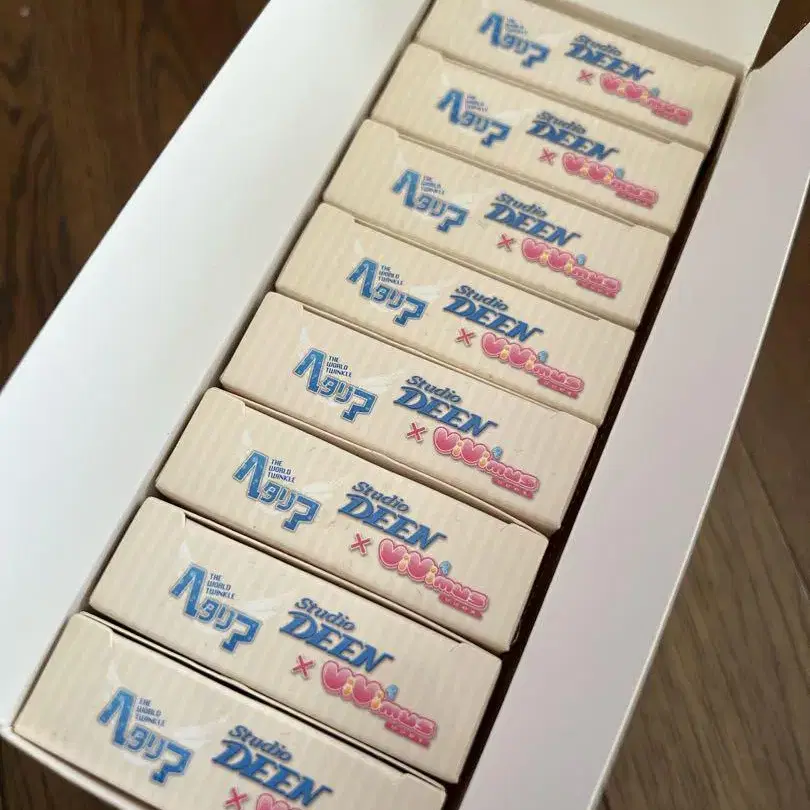 THE
WORLD
TWINKLE
ヘタリア
Studio
DEEN
× ViVimus
THE
WORLD
TWINKLE
ヘタリア
Studio
DEEN
× ViVimus
THE
WORLD
TWINKLE
ヘタリア
Studio
DEEN
× ViVimus
THE
WORLD
TWINKLE
ヘタリア
Studio
DEEN
× ViVimus
THE
WORLD
TWINKLE
ヘタリア
Studio
DEEN
× ViVimus
THE
WORLD
TWINKLE
ヘタリア
Studio
DEEN
× ViVimus
THE
WORLD
TWINKLE
ヘタリア
Studio
DEEN
× ViVimus
THE
WORLD
TWINKLE
ヘタリア
Studio
DEEN
×